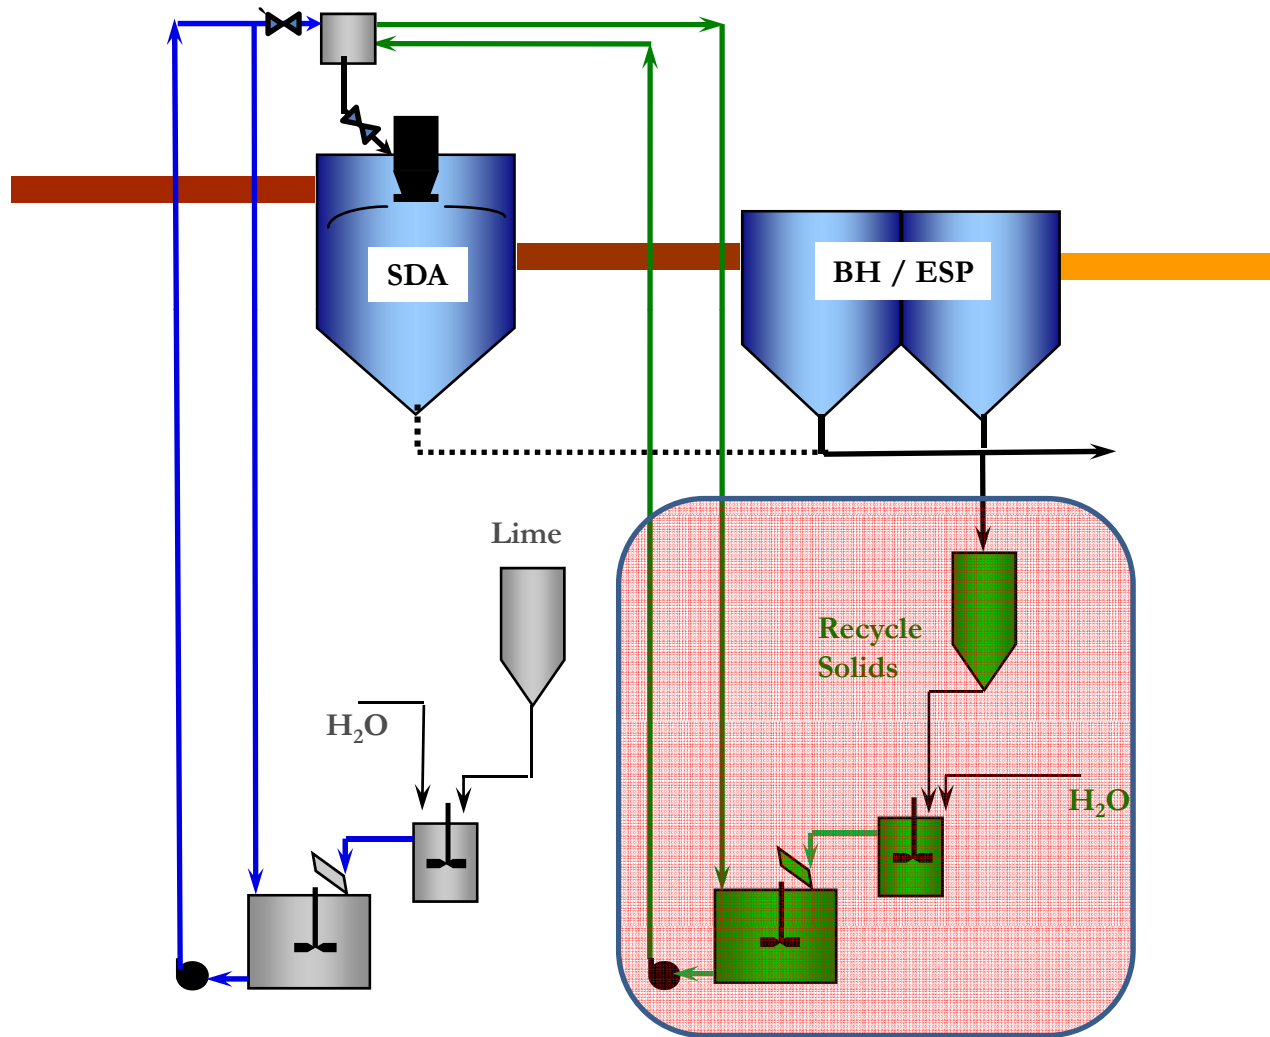 SDA
BH / ESP
Lime
Recycle
Solids
H₂O
H₂O